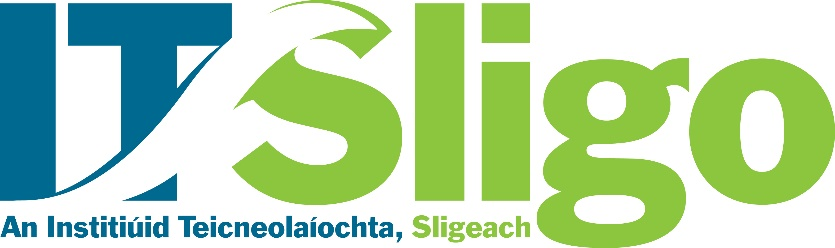 IT Sligo
An Institiúid Teicneolaíochta, Sligeach